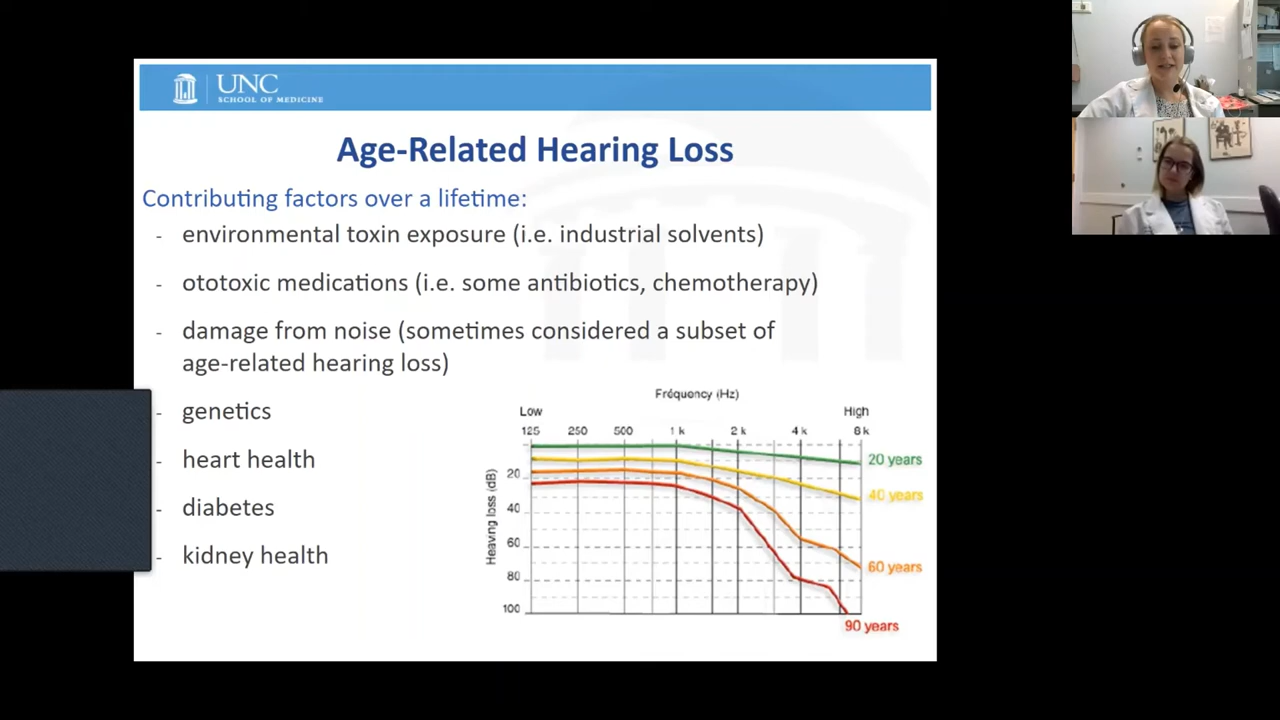 UNC
SCHOOL OF MEDICINE
Age-Related Hearing Loss
Contributing factors over a lifetime:
- environmental toxin exposure (i.e. industrial solvents)
- ototoxic medications (i.e. some antibiotics, chemotherapy)
- damage from noise (sometimes considered a subset of
age-related hearing loss)
- genetics
- heart health
- diabetes
- kidney health
Fréquency (Hz)
Low High
125 250 500 1 k 2 k 4 k 8 k
Heaving loss (dB)
20
40
60
80
100
20 years
40 years
60 years
90 years